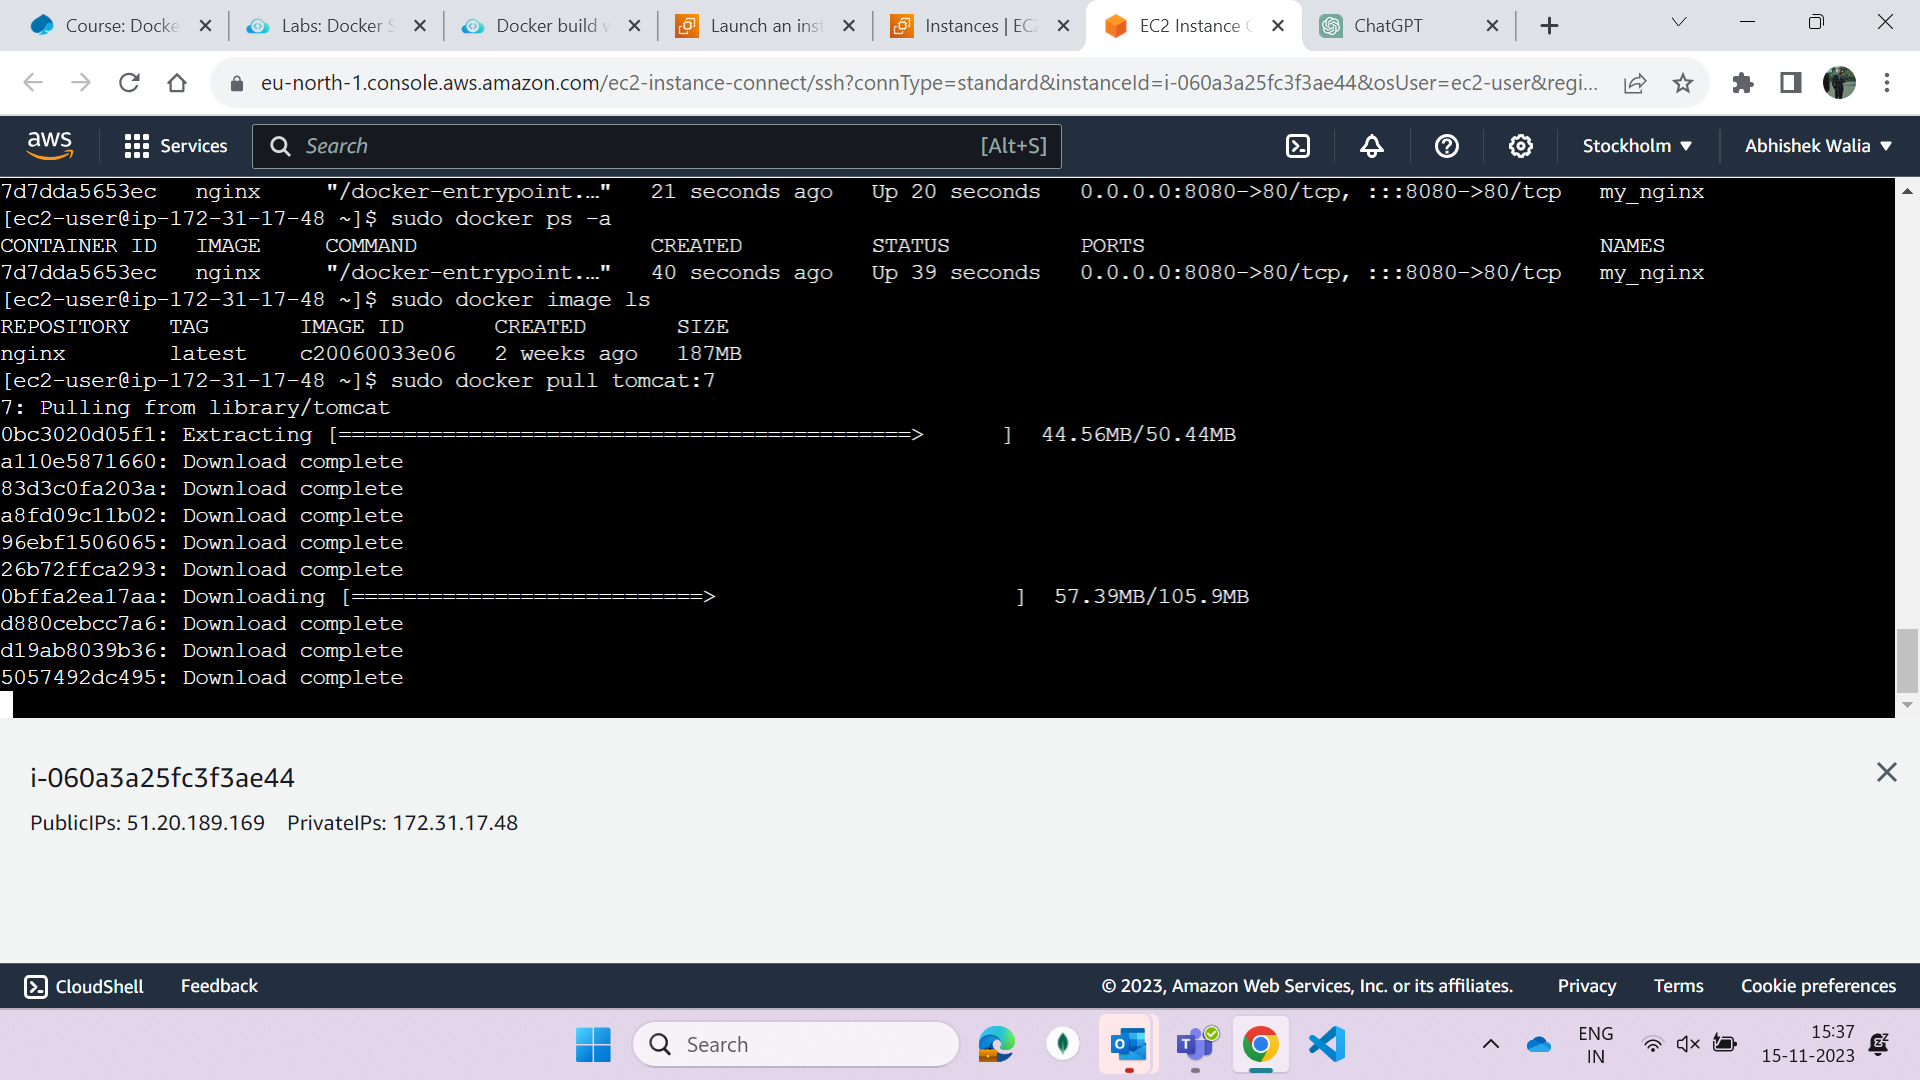 Course: Docke
Labs: Docker S
Docker build w
Launch an inst
Instances | EC2
EC2 Instance C
ChatGPT
eu-north-1.console.aws.amazon.com/ec2-instance-connect/ssh?connType=standard&instanceId=i-060a3a25fc3f3ae44&osUser=ec2-user&regi...
aws Services Search [Alt+S] Stockholm ▼ Abhishek Walia ▼
7d7dda5653ec nginx "/docker-entrypoint.…" 21 seconds ago Up 20 seconds 0.0.0.0:8080->80/tcp, :::8080->80/tcp my_nginx
[ec2-user@ip-172-31-17-48 ~]$ sudo docker ps -a
CONTAINER ID IMAGE COMMAND CREATED STATUS PORTS NAMES
7d7dda5653ec nginx "/docker-entrypoint.…" 40 seconds ago Up 39 seconds 0.0.0.0:8080->80/tcp, :::8080->80/tcp my_nginx
[ec2-user@ip-172-31-17-48 ~]$ sudo docker image ls
REPOSITORY TAG IMAGE ID CREATED SIZE
nginx latest c20060033e06 2 weeks ago 187MB
[ec2-user@ip-172-31-17-48 ~]$ sudo docker pull tomcat:7
7: Pulling from library/tomcat
0bc3020d05f1: Extracting [============================================> ] 44.56MB/50.44MB
a110e5871660: Download complete
83d3c0fa203a: Download complete
a8fd09c11b02: Download complete
96ebf1506065: Download complete
26b72ffca293: Download complete
0bffa2ea17aa: Downloading [===========================> ] 57.39MB/105.9MB
d880cebcc7a6: Download complete
d19ab8039b36: Download complete
5057492dc495: Download complete
i-060a3a25fc3f3ae44
PublicIPs: 51.20.189.169 PrivateIPs: 172.31.17.48
CloudShell Feedback © 2023, Amazon Web Services, Inc. or its affiliates. Privacy Terms Cookie preferences
Search
ENG
IN
15:37
15-11-2023